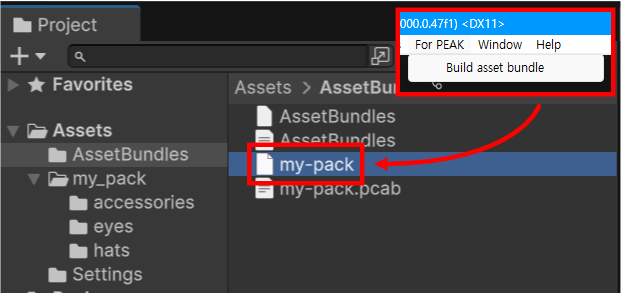 Project
000.0.47f1) <DX11>
For PEAK Window Help
Build asset bundle
Favorites
Assets
AssetBundles
my_pack
accessories
eyes
hats
Settings
Assets > AssetBun
AssetBundles
AssetBundles
my-pack
my-pack.pcab